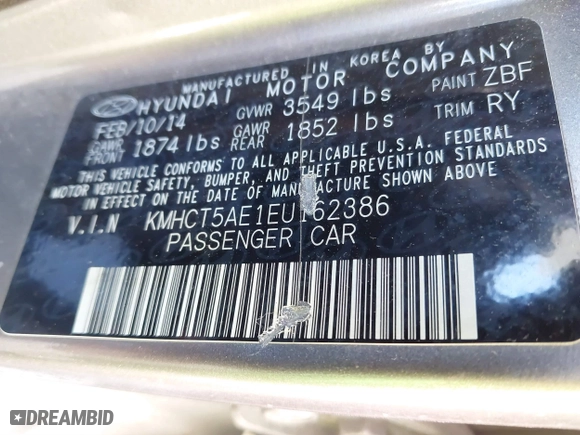 MANUFACTURED IN KOREA BY
HYUNDAI MOTOR COMPANY
FEB/10/14 GVWR 3549 lbs PAINT ZBF
GAWR FRONT 1874 lbs GAWR REAR 1852 lbs TRIM RY
THIS VEHICLE CONFORMS TO ALL APPLICABLE U.S.A. FEDERAL
MOTOR VEHICLE SAFETY, BUMPER, AND THEFT PREVENTION STANDARDS
IN EFFECT ON THE DATE OF MANUFACTURE SHOWN ABOVE
V.I.N KMHCT5AE1EU162386
PASSENGER CAR
DREAMBID